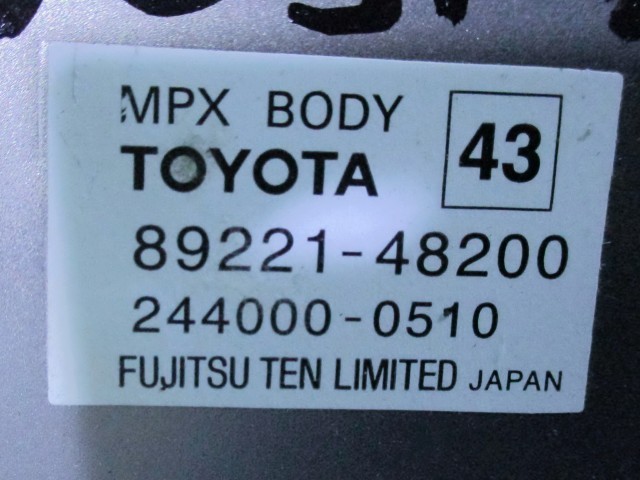 MPX BODY
TOYOTA 43
89221-48200
244000-0510
FUJITSU TEN LIMITED JAPAN